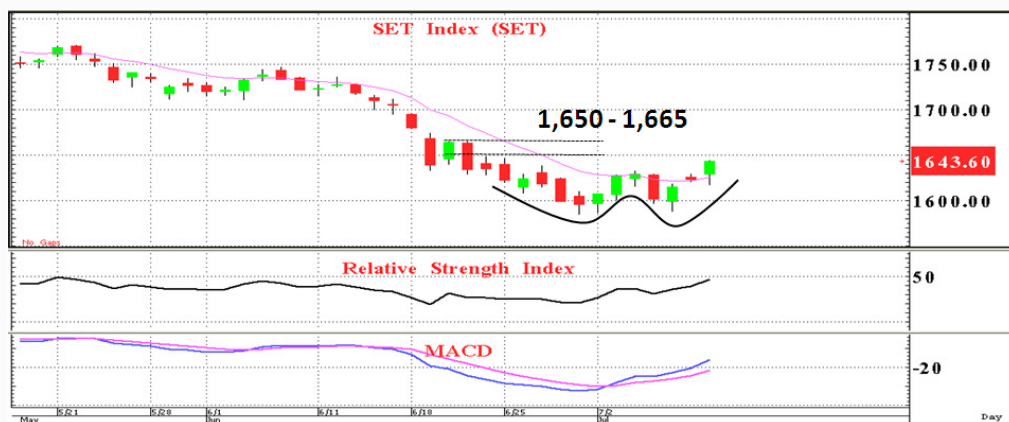 SET Index (SET)
1750.00
1700.00
1,650 - 1,665
1643.60
1600.00
No Gaps
Relative Strength Index
50
MACD
-20
5/21 5/28 6/1 6/11 6/18 6/25 7/2
May Jun Jul Day